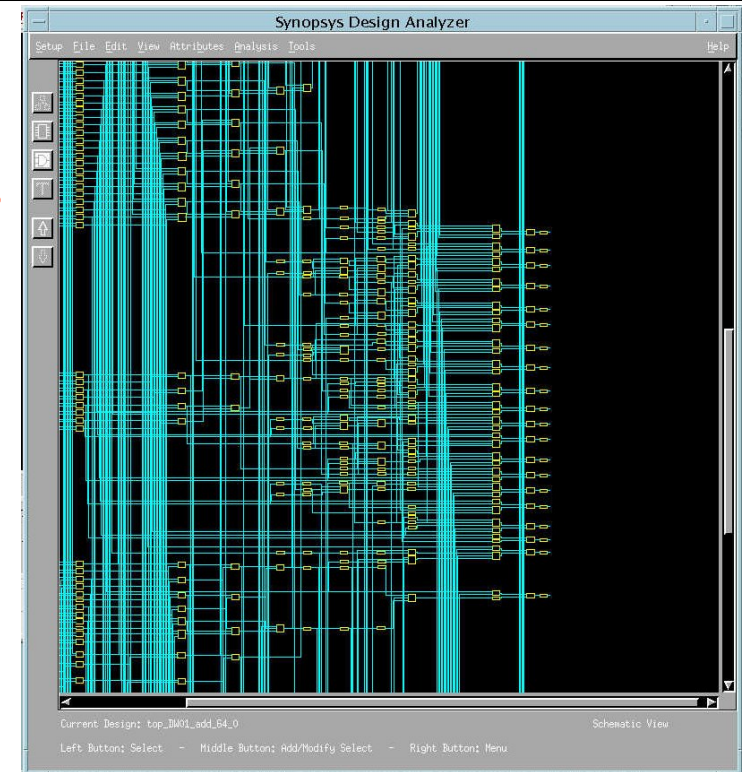 Synopsys Design Analyzer
Setup File Edit View Attributes Analysis Tools Help
T
Current Design: top_DW01_add_64_0 Schematic View
Left Button: Select - Middle Button: Add/Modify Select - Right Button: Menu